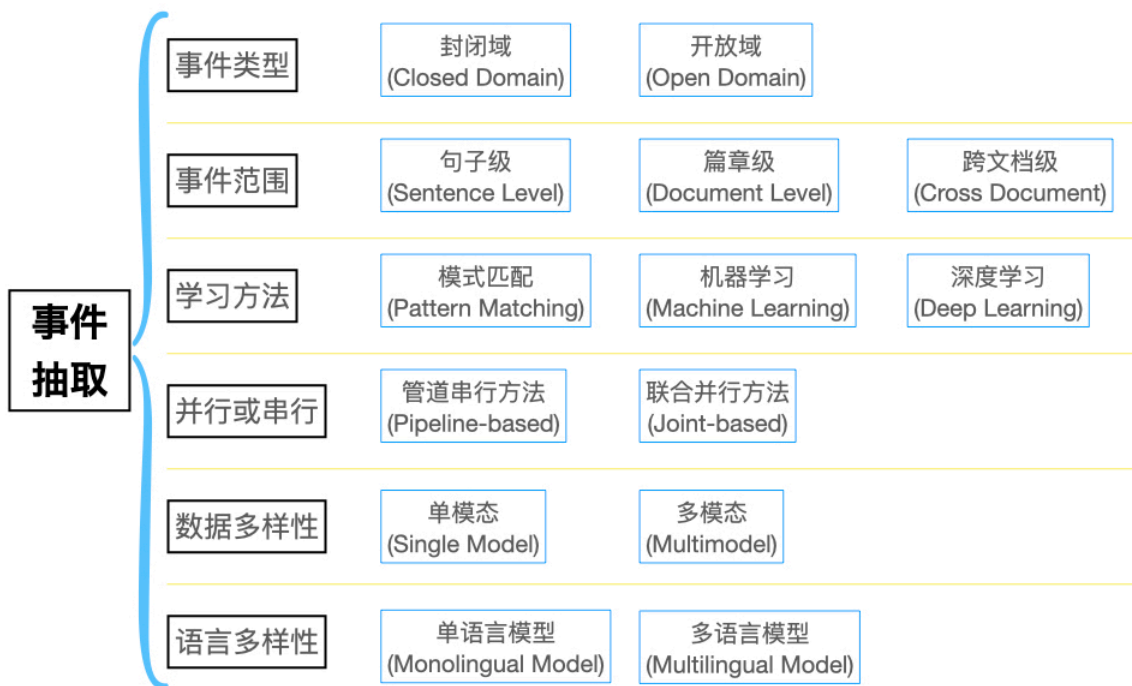 事件
抽取
事件类型
封闭域
(Closed Domain)
开放域
(Open Domain)
事件范围
句子级
(Sentence Level)
篇章级
(Document Level)
跨文档级
(Cross Document)
学习方法
模式匹配
(Pattern Matching)
机器学习
(Machine Learning)
深度学习
(Deep Learning)
并行或串行
管道串行方法
(Pipeline-based)
联合并行方法
(Joint-based)
数据多样性
单模态
(Single Model)
多模态
(Multimodel)
语言多样性
单语言模型
(Monolingual Model)
多语言模型
(Multilingual Model)